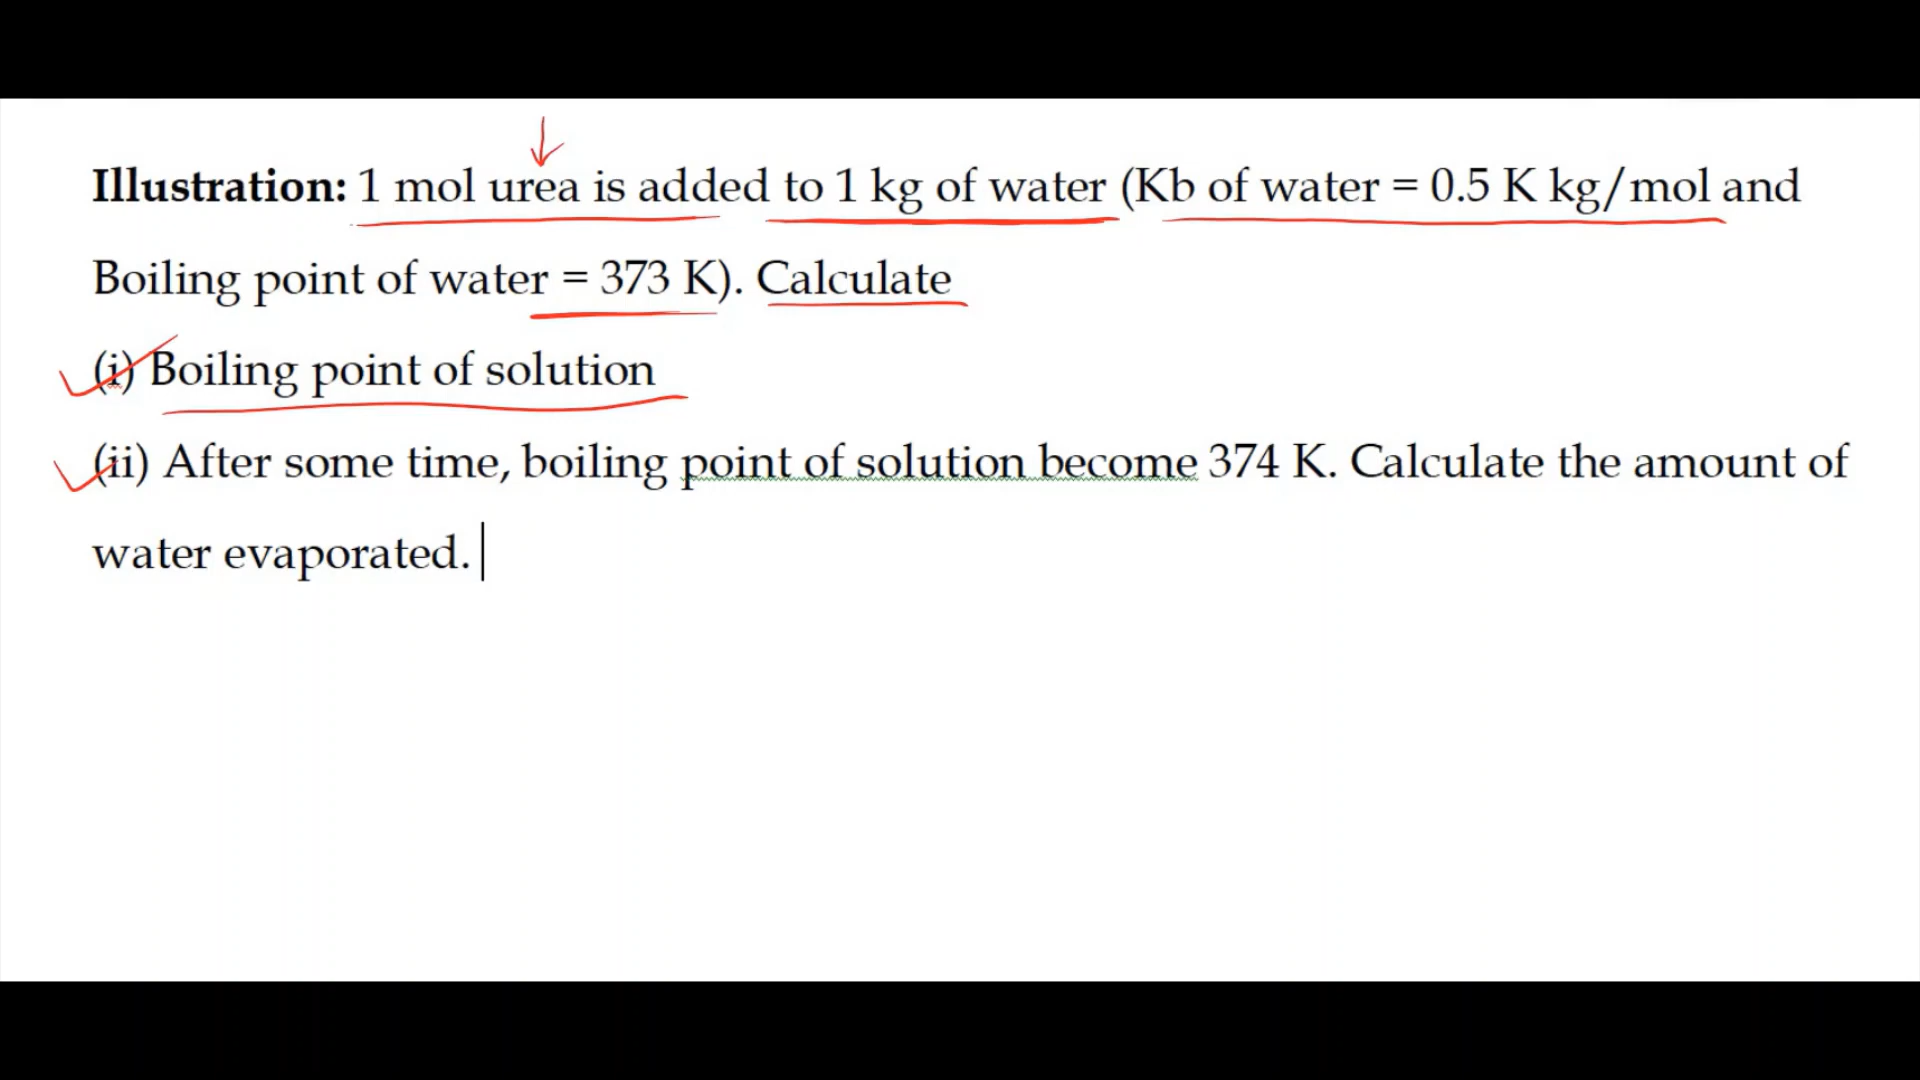 Illustration: 1 mol urea is added to 1 kg of water (Kb of water = 0.5 K kg/mol and
Boiling point of water = 373 K). Calculate
(i) Boiling point of solution
(ii) After some time, boiling point of solution become 374 K. Calculate the amount of
water evaporated.